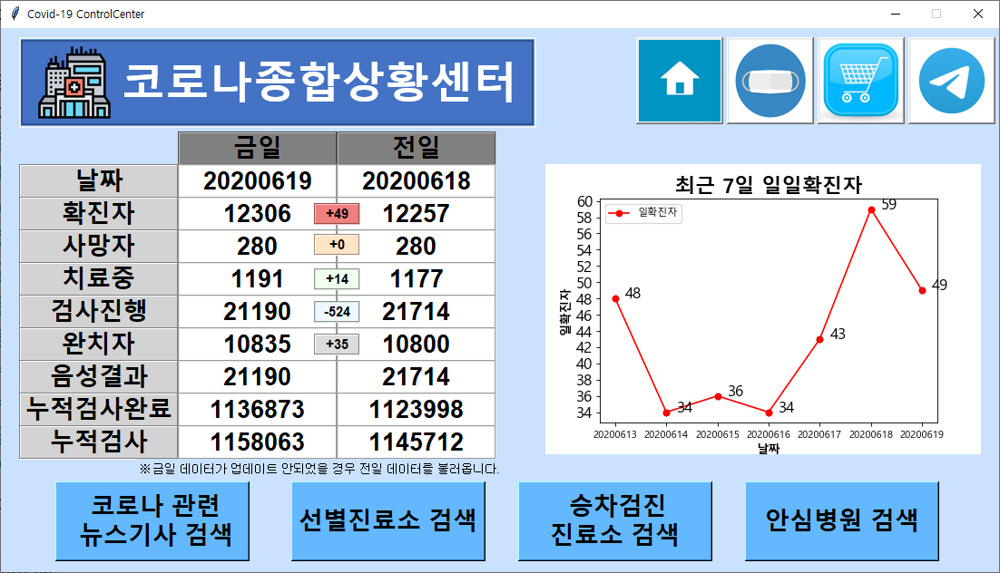 Covid-19 ControlCenter
코로나종합상황센터
금일 전일
날짜 20200619 20200618
확진자 12306 +49 12257
사망자 280 +0 280
치료중 1191 +14 1177
검사진행 21190 -524 21714
완치자 10835 +35 10800
음성결과 21190 21714
누적검사완료 1136873 1123998
누적검사 1158063 1145712
※금일 데이터가 업데이트 안되었을 경우 전일 데이터를 불러옵니다.
최근 7일 일일확진자
일확진자
일확진자
60
58
56
54
52
50
48
46
44
42
40
38
36
34
48
34
36
34
43
59
49
20200613 20200614 20200615 20200616 20200617 20200618 20200619
날짜
코로나 관련
뉴스기사 검색
선별진료소 검색
승차검진
진료소 검색
안심병원 검색